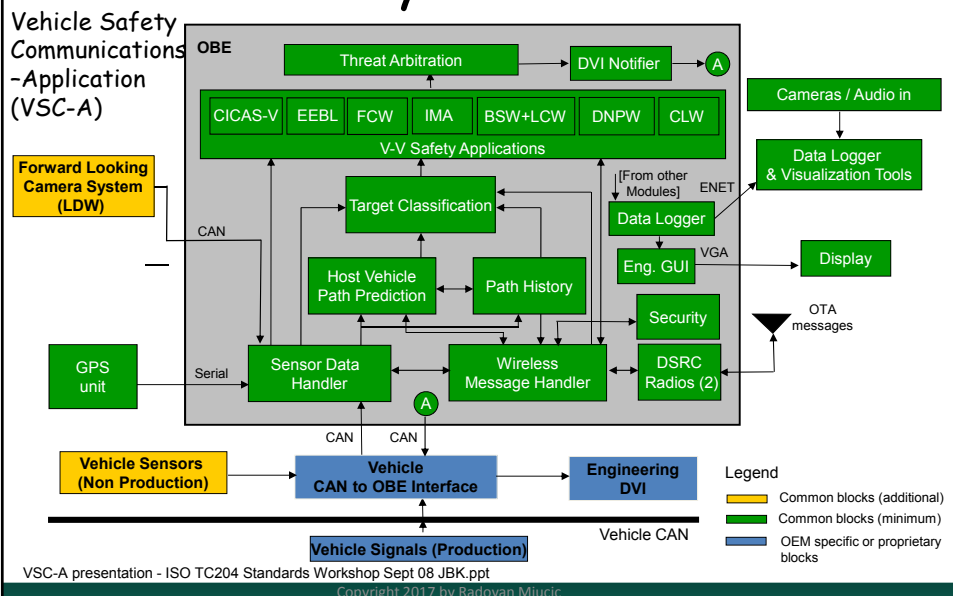 Vehicle Safety
Communications
-Application
(VSC-A)
OBE
Threat Arbitration
DVI Notifier
A
CICAS-V
EEBL
FCW
IMA
BSW+LCW
DNPW
CLW
V-V Safety Applications
Cameras / Audio in
Data Logger
& Visualization Tools
Forward Looking
Camera System
(LDW)
CAN
Target Classification
[From other
Modules]
ENET
Data Logger
VGA
Eng. GUI
Display
Host Vehicle
Path Prediction
Path History
Security
OTA
messages
GPS
unit
Serial
Sensor Data
Handler
Wireless
Message Handler
DSRC
Radios (2)
A
CAN
CAN
Vehicle Sensors
(Non Production)
Vehicle
CAN to OBE Interface
Engineering
DVI
Legend
Common blocks (additional)
Common blocks (minimum)
OEM specific or proprietary
blocks
Vehicle CAN
Vehicle Signals (Production)
VSC-A presentation - ISO TC204 Standards Workshop Sept 08 JBK.ppt
Copyright 2017 by Radovan Miucic